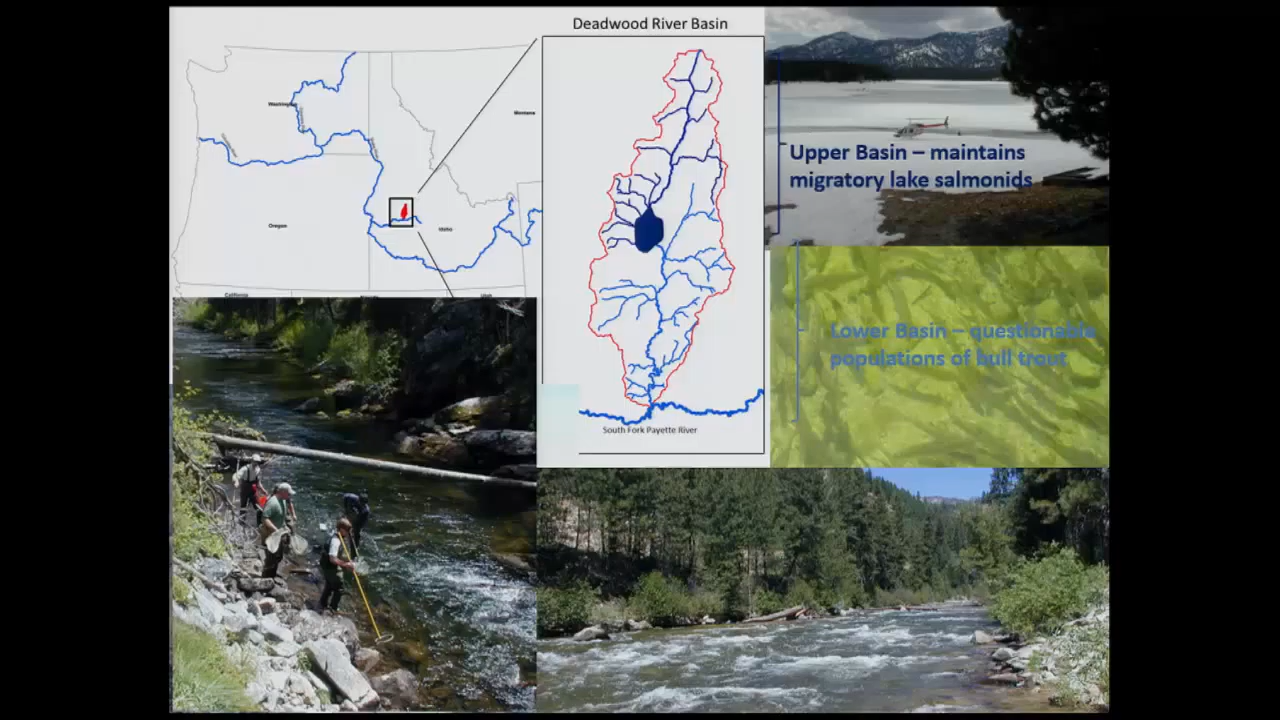 Deadwood River Basin
Washington
Montana
Oregon
Idaho
California
Utah
South Fork Payette River
Upper Basin – maintains
migratory lake salmonids
Lower Basin – questionable
populations of bull trout